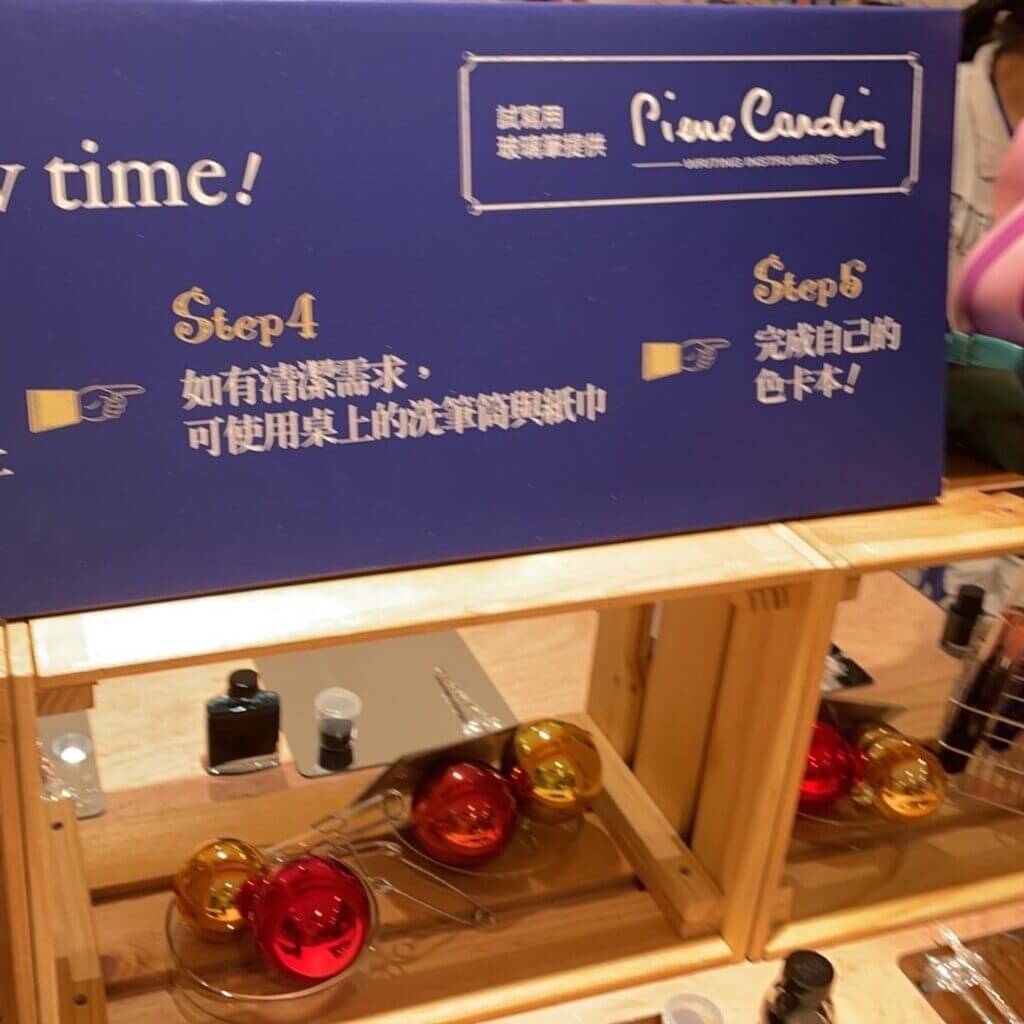 試寫用
玻璃筆提供
Pierre Cardin
WRITING INSTRUMENTS
time!
Step4
如有清潔需求，
可使用桌上的洗筆筒與紙巾
Step5
完成自己的
色卡本!